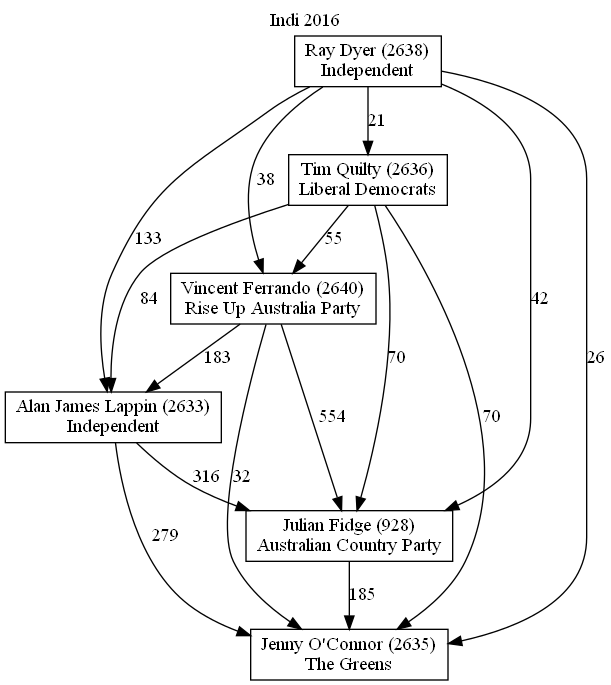 Indi 2016
Ray Dyer (2638)
Independent
21
Tim Quilty (2636)
Liberal Democrats
38
133
55
84
Vincent Ferrando (2640)
Rise Up Australia Party
42
26
183
70
Alan James Lappin (2633)
Independent
554
70
316
32
Julian Fidge (928)
Australian Country Party
279
185
Jenny O'Connor (2635)
The Greens